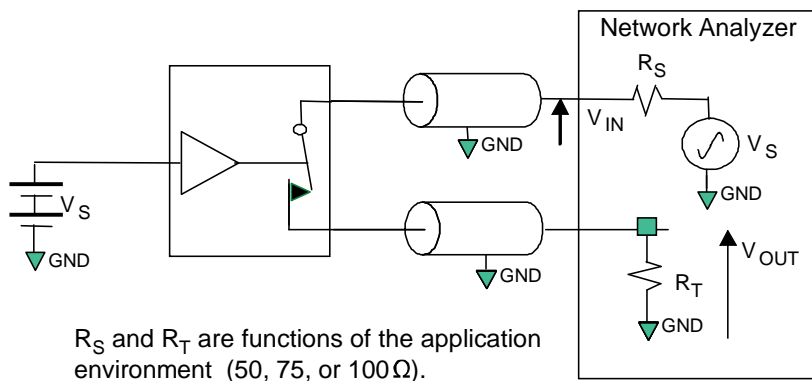 Network Analyzer
R_S
V_IN
GND
V_S
GND
V_S
GND
GND
V_OUT
R_T
GND
R_S and R_T are functions of the application
environment (50, 75, or 100Ω).